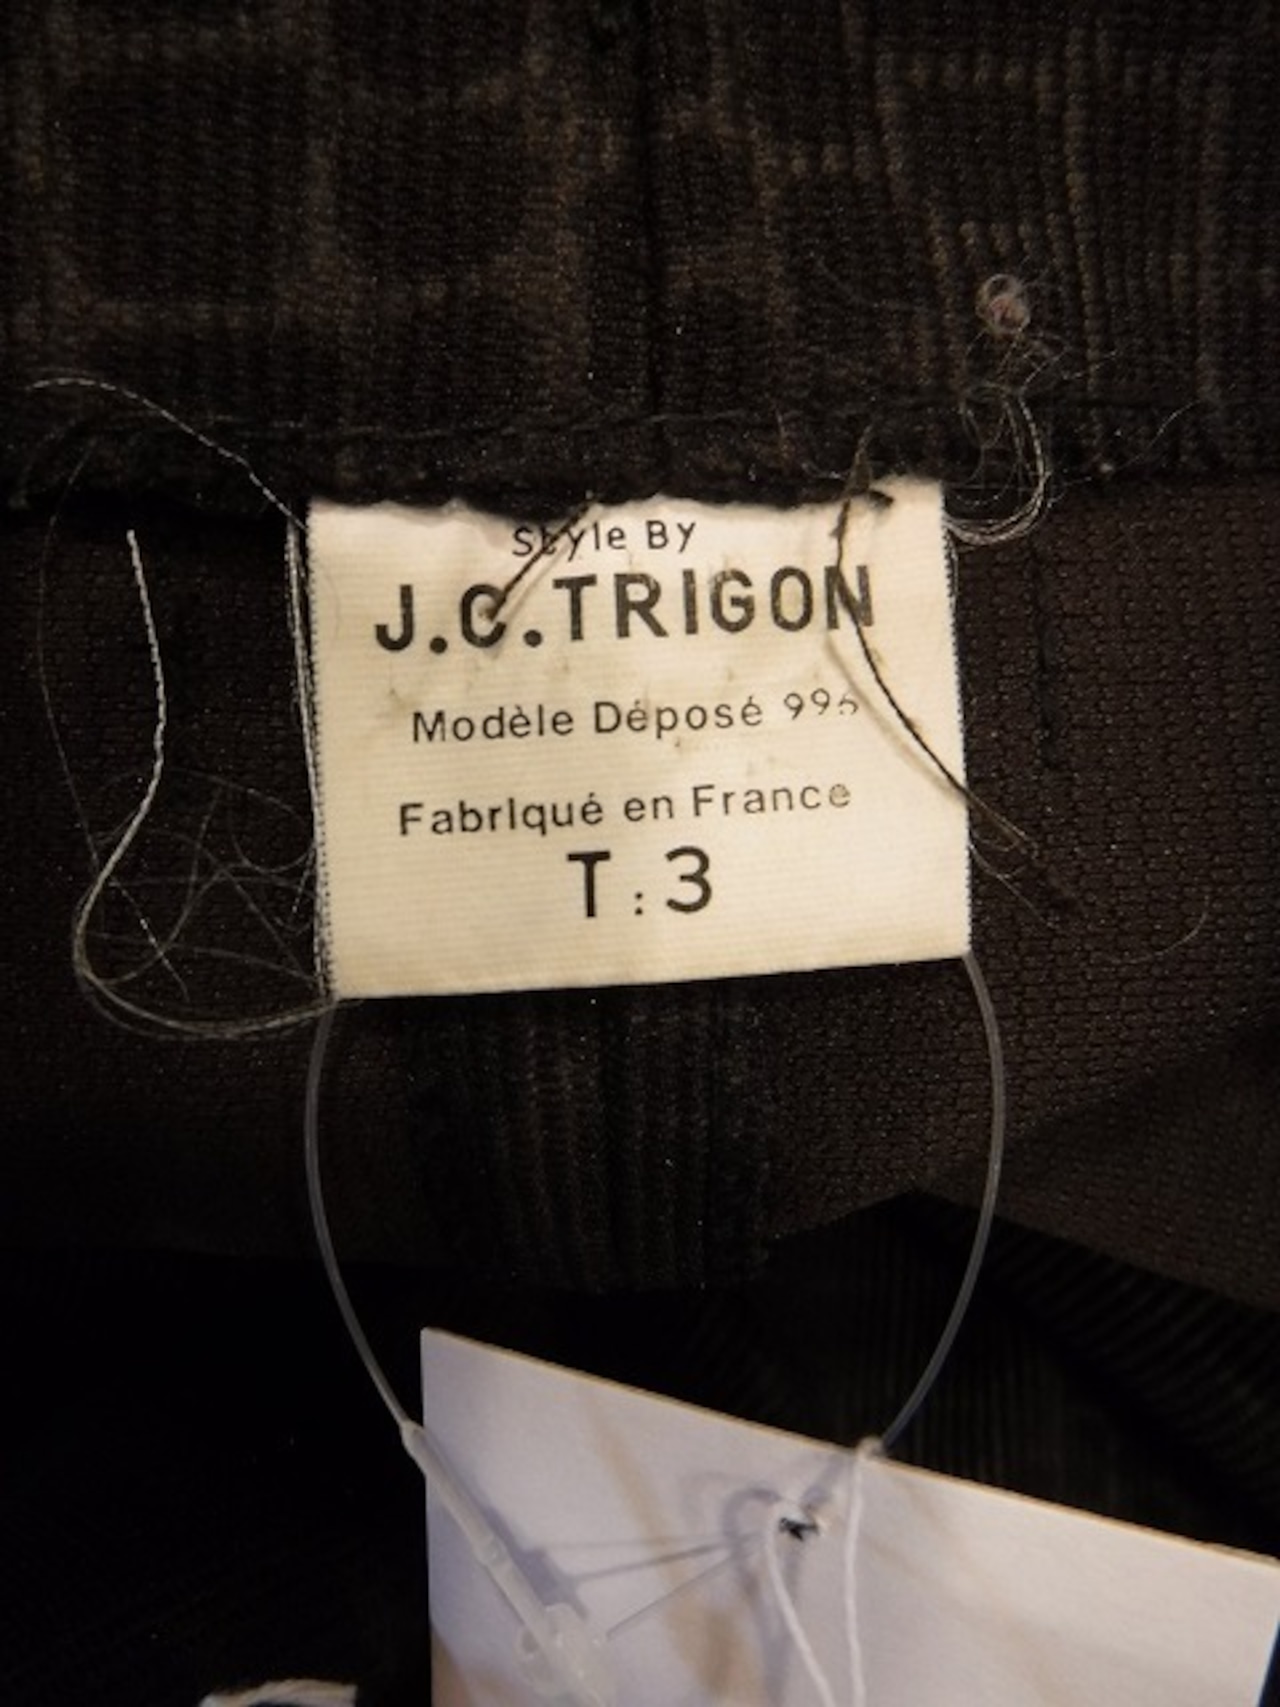 Style By
J.C.TRIGON
Modèle Déposé 996
Fabriqué en France
T : 3